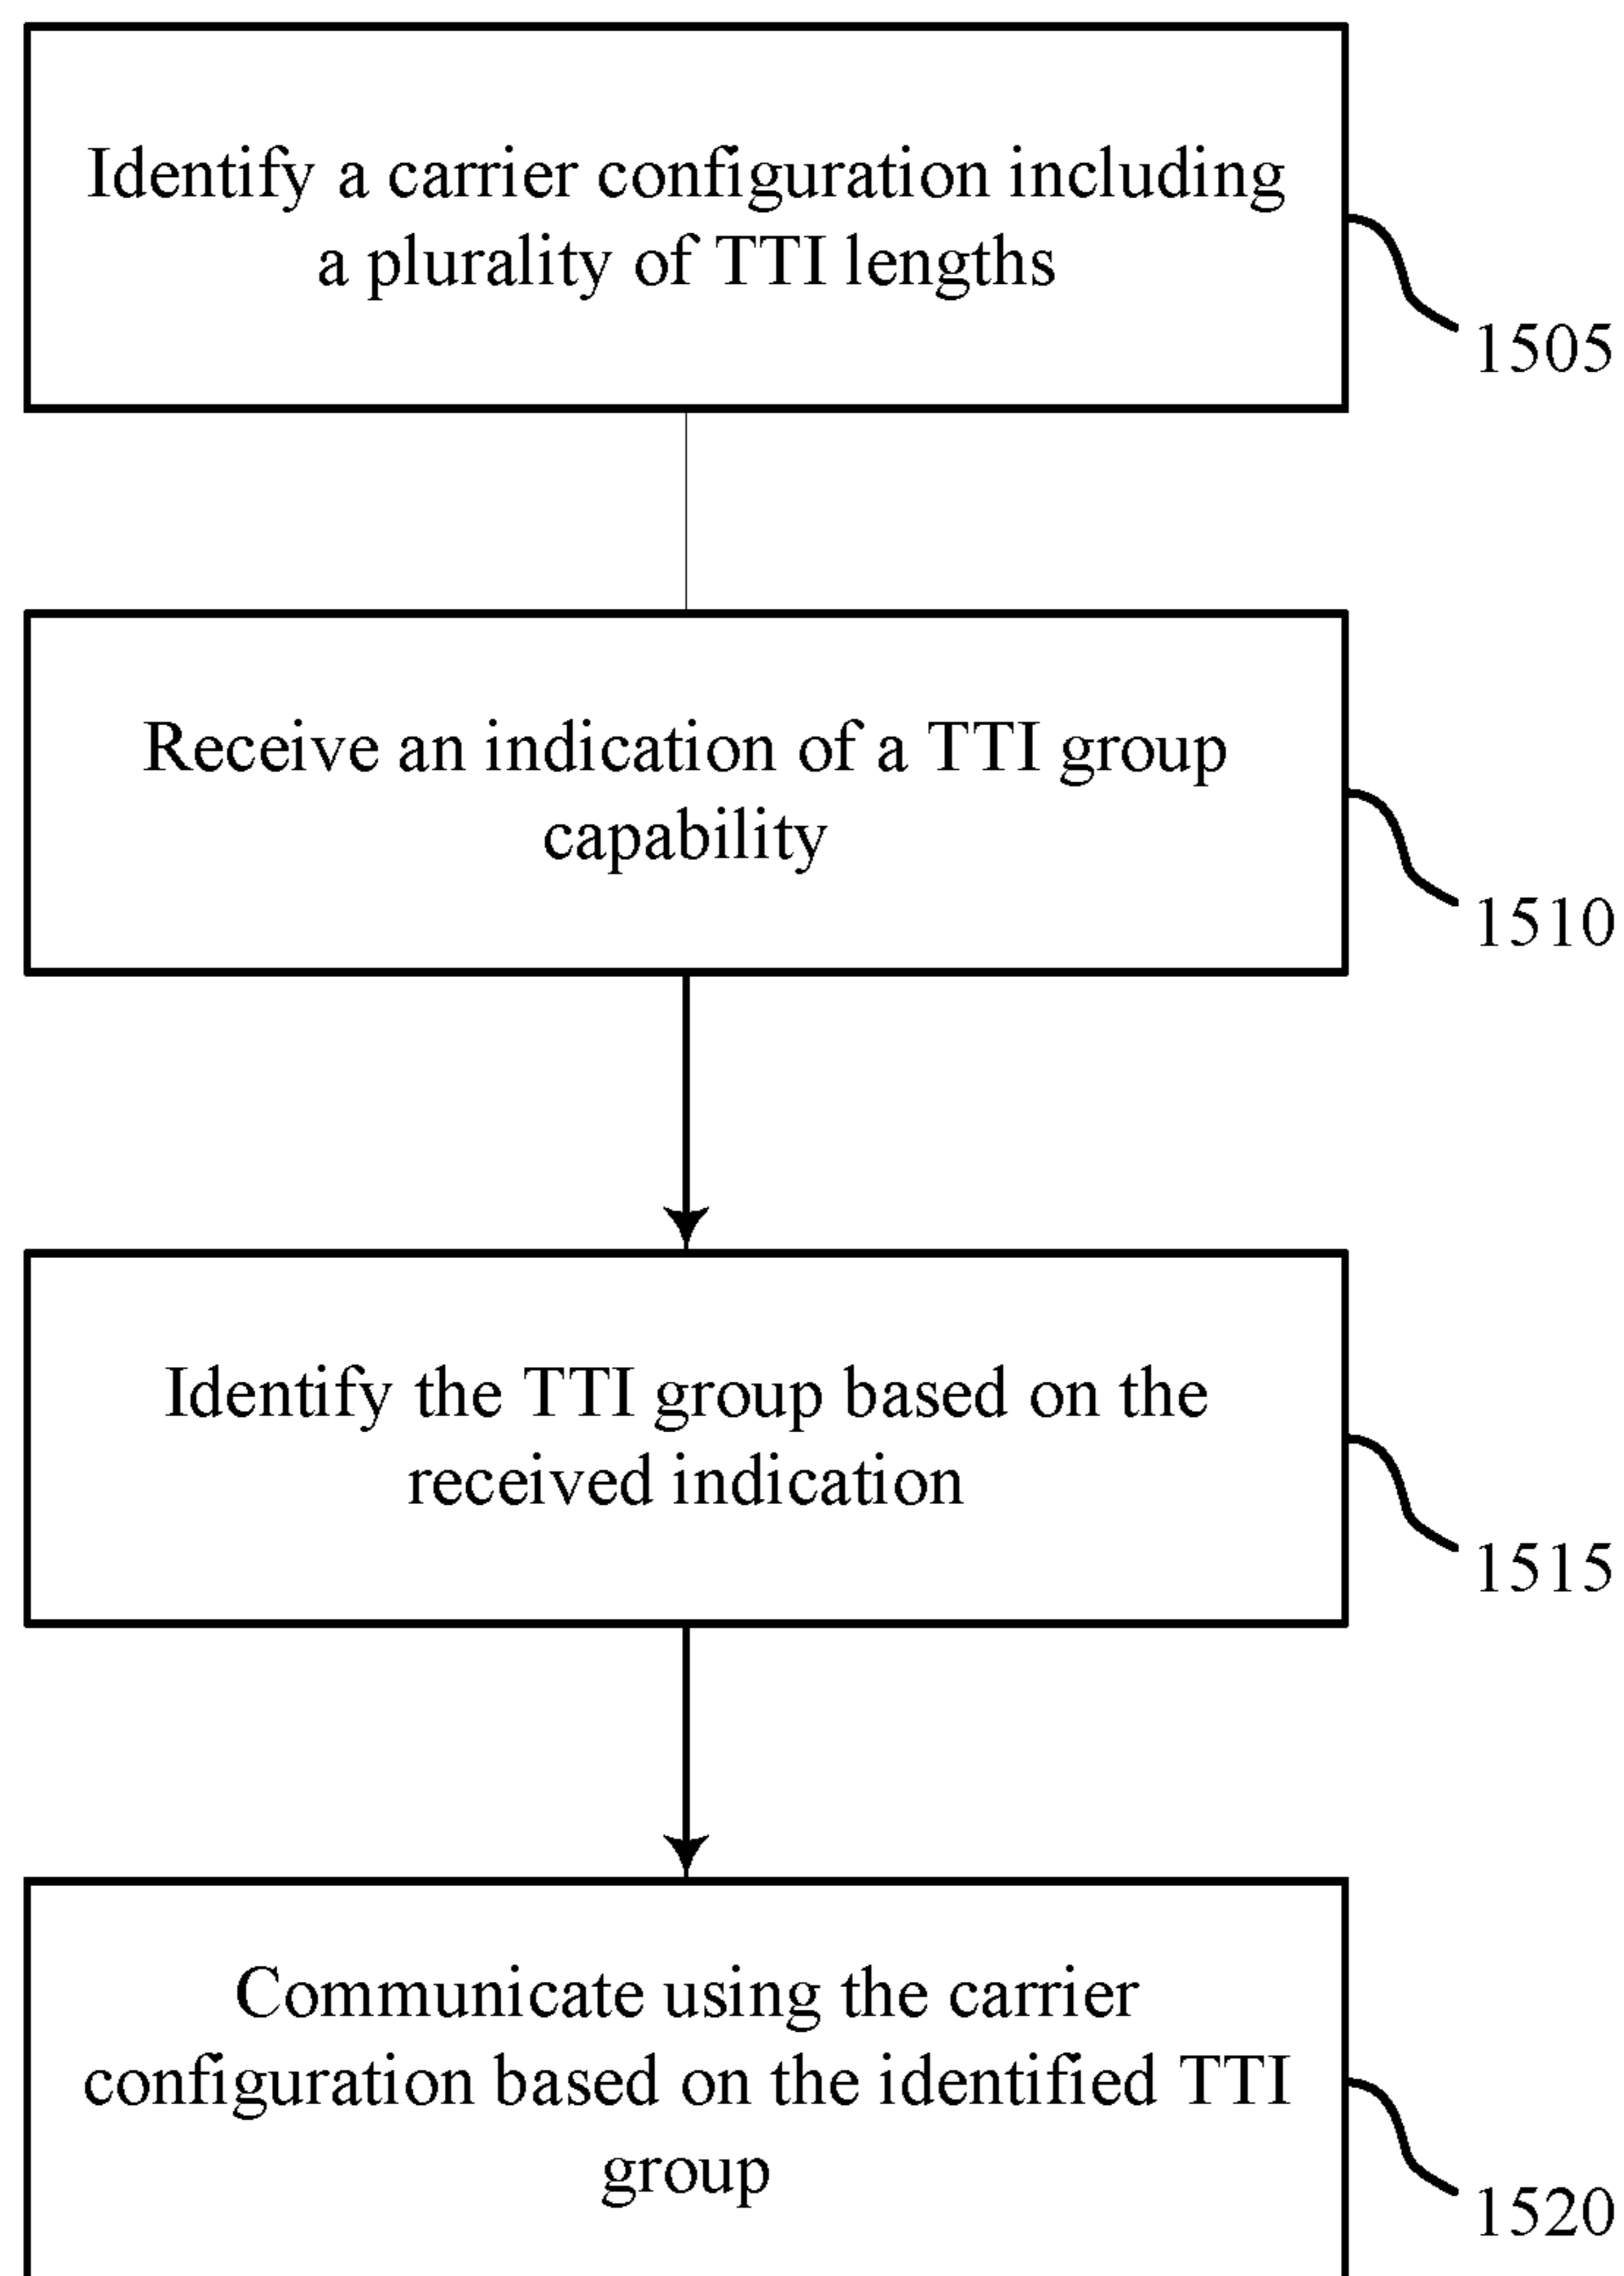 Identify a carrier configuration including
a plurality of TTI lengths
1505
Receive an indication of a TTI group
capability
1510
Identify the TTI group based on the
received indication
1515
Communicate using the carrier
configuration based on the identified TTI
group
1520